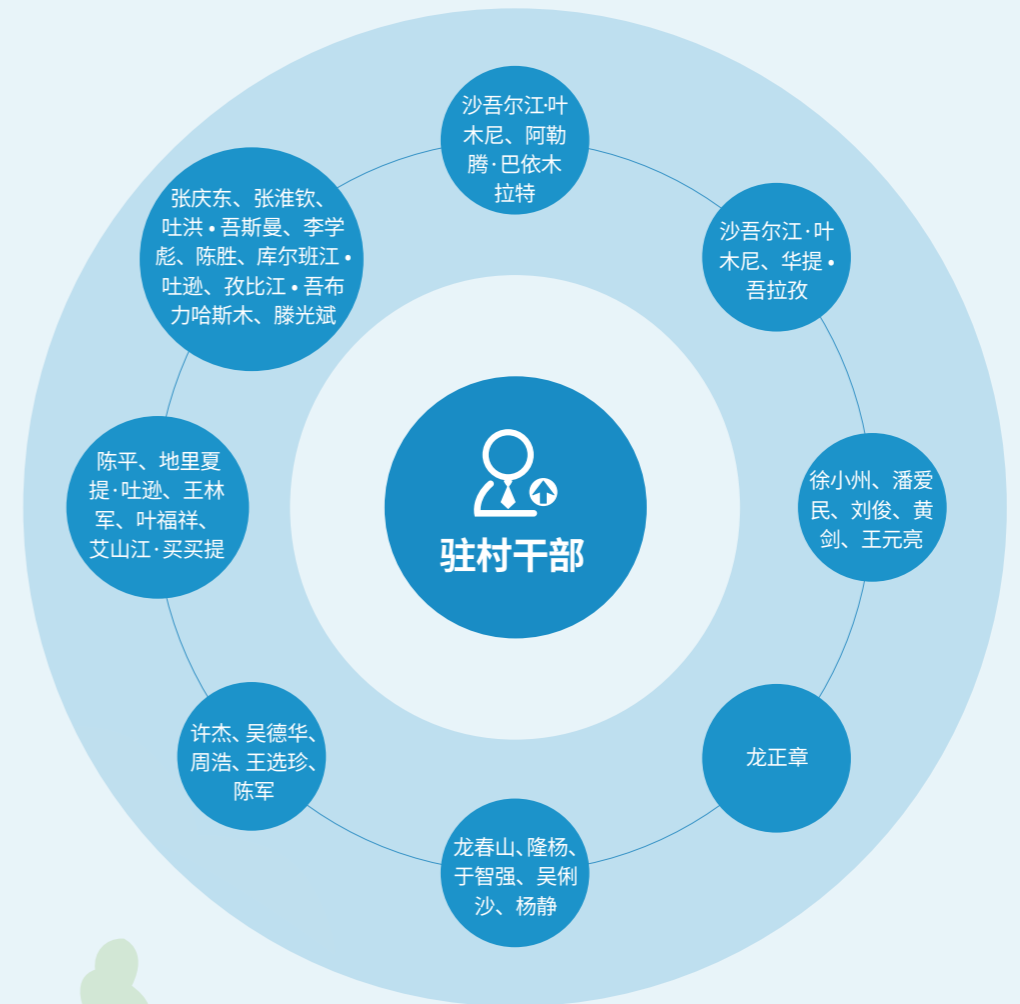 沙吾尔江·叶
木尼、阿勒
腾·巴依木
拉特
沙吾尔江·叶
木尼、华提•
吾拉孜
徐小州、潘爱
民、刘俊、黄
剑、王元亮
龙正章
龙春山、隆杨、
于智强、吴俐
沙、杨静
许杰、吴德华、
周浩、王选珍、
陈军
陈平、地里夏
提·吐逊、王林
军、叶福祥、
艾山江·买买提
张庆东、张淮钦、
吐洪•吾斯曼、李学
彪、陈胜、库尔班江•
吐逊、孜比江•吾布
力哈斯木、滕光斌
驻村干部